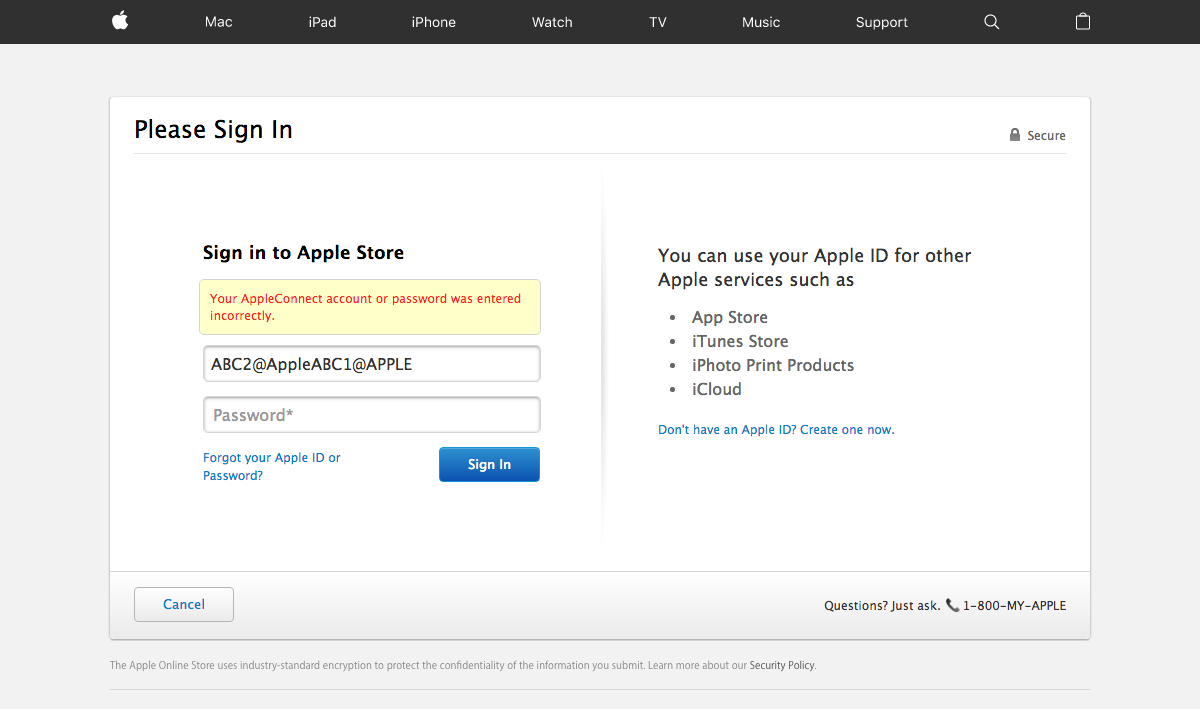 Mac iPad iPhone Watch TV Music Support
Please Sign In
Secure
Sign in to Apple Store
Your AppleConnect account or password was entered
incorrectly.
ABC2@AppleABC1@APPLE
Password*
Forgot your Apple ID or
Password?
Sign In
You can use your Apple ID for other
Apple services such as
• App Store
• iTunes Store
• iPhoto Print Products
• iCloud
Don't have an Apple ID? Create one now.
Cancel
Questions? Just ask. 1-800-MY-APPLE
The Apple Online Store uses industry-standard encryption to protect the confidentiality of the information you submit. Learn more about our Security Policy.